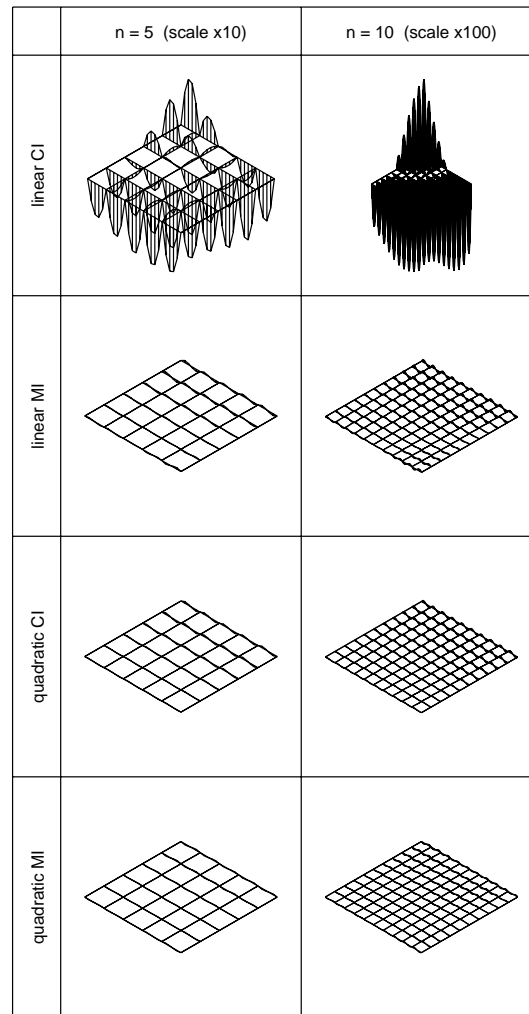 n = 5 (scale x10)
n = 10 (scale x100)
linear CI
linear MI
quadratic CI
quadratic MI